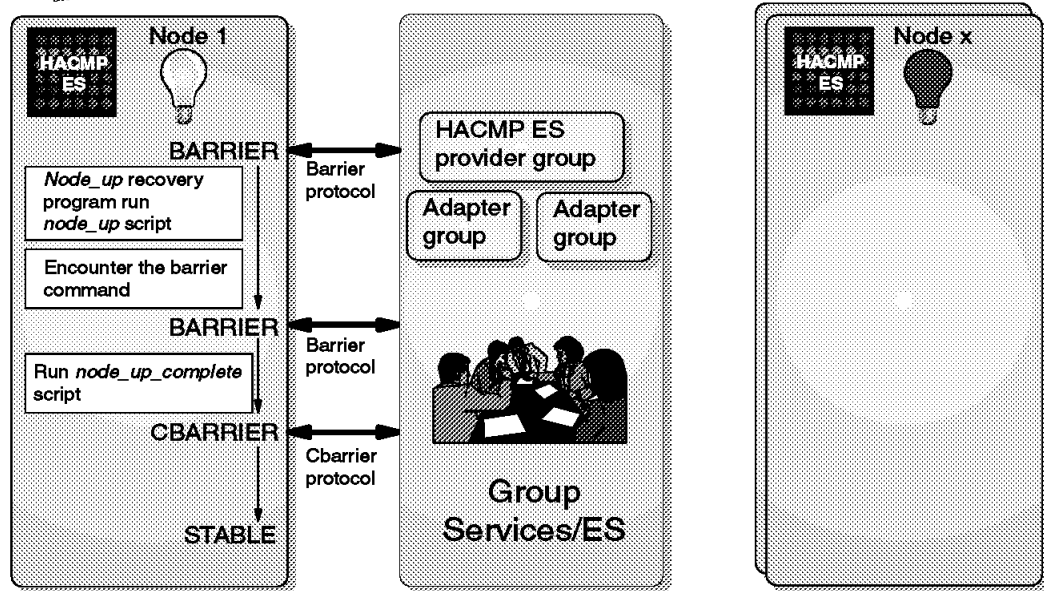 HACMP
ES
Node 1
BARRIER
Node_up recovery
program run
node_up script
Encounter the barrier
command
BARRIER
Run node_up_complete
script
CBARRIER
STABLE
Barrier
protocol
Barrier
protocol
Cbarrier
protocol
HACMP ES
provider group
Adapter
group
Adapter
group
Group
Services/ES
HACMP
ES
Node x